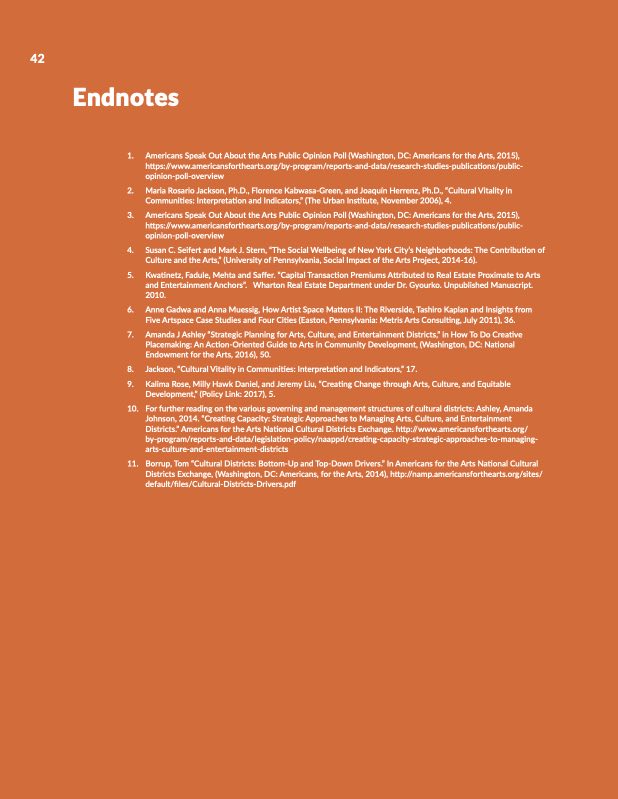 42
Endnotes
1. Americans Speak Out About the Arts Public Opinion Poll (Washington, DC: Americans for the Arts, 2015),
https://www.americansforthearts.org/by-program/reports-and-data/research-studies-publications/public-
opinion-poll-overview
2. Maria Rosario Jackson, Ph.D., Florence Kabwasa-Green, and Joaquin Herrenz, Ph.D., "Cultural Vitality in
Communities: Interpretation and Indicators," (The Urban Institute, November 2006), 4.
3. Americans Speak Out About the Arts Public Opinion Poll (Washington, DC: Americans for the Arts, 2015),
https://www.americansforthearts.org/by-program/reports-and-data/research-studies-publications/public-
opinion-poll-overview
4. Susan C. Seifert and Mark J. Stern, "The Social Wellbeing of New York City's Neighborhoods: The Contribution of
Culture and the Arts," (University of Pennsylvania, Social Impact of the Arts Project, 2014-16).
5. Kwatinetz, Fadule, Mehta and Saffer. "Capital Transaction Premiums Attributed to Real Estate Proximate to Arts
and Entertainment Anchors". Wharton Real Estate Department under Dr. Gyourko. Unpublished Manuscript.
2010.
6. Anne Gadwa and Anna Muessig, How Artist Space Matters II: The Riverside, Tashiro Kaplan and Insights from
Five Artspace Case Studies and Four Cities (Easton, Pennsylvania: Metris Arts Consulting, July 2011), 36.
7. Amanda J Ashley "Strategic Planning for Arts, Culture, and Entertainment Districts," in How To Do Creative
Placemaking: An Action-Oriented Guide to Arts in Community Development, (Washington, DC: National
Endowment for the Arts, 2016), 50.
8. Jackson, "Cultural Vitality in Communities: Interpretation and Indicators," 17.
9. Kalima Rose, Milly Hawk Daniel, and Jeremy Liu, "Creating Change through Arts, Culture, and Equitable
Development," (Policy Link: 2017), 5.
10. For further reading on the various governing and management structures of cultural districts: Ashley, Amanda
Johnson, 2014. "Creating Capacity: Strategic Approaches to Managing Arts, Culture, and Entertainment
Districts." Americans for the Arts National Cultural Districts Exchange. http://www.americansforthearts.org/
by-program/reports-and-data/legislation-policy/naappd/creating-capacity-strategic-approaches-to-managing-
arts-culture-and-entertainment-districts
11. Borrup, Tom "Cultural Districts: Bottom-Up and Top-Down Drivers." In Americans for the Arts National Cultural
Districts Exchange, (Washington, DC: Americans, for the Arts, 2014), http://namp.americansforthearts.org/sites/
default/files/Cultural-Districts-Drivers.pdf